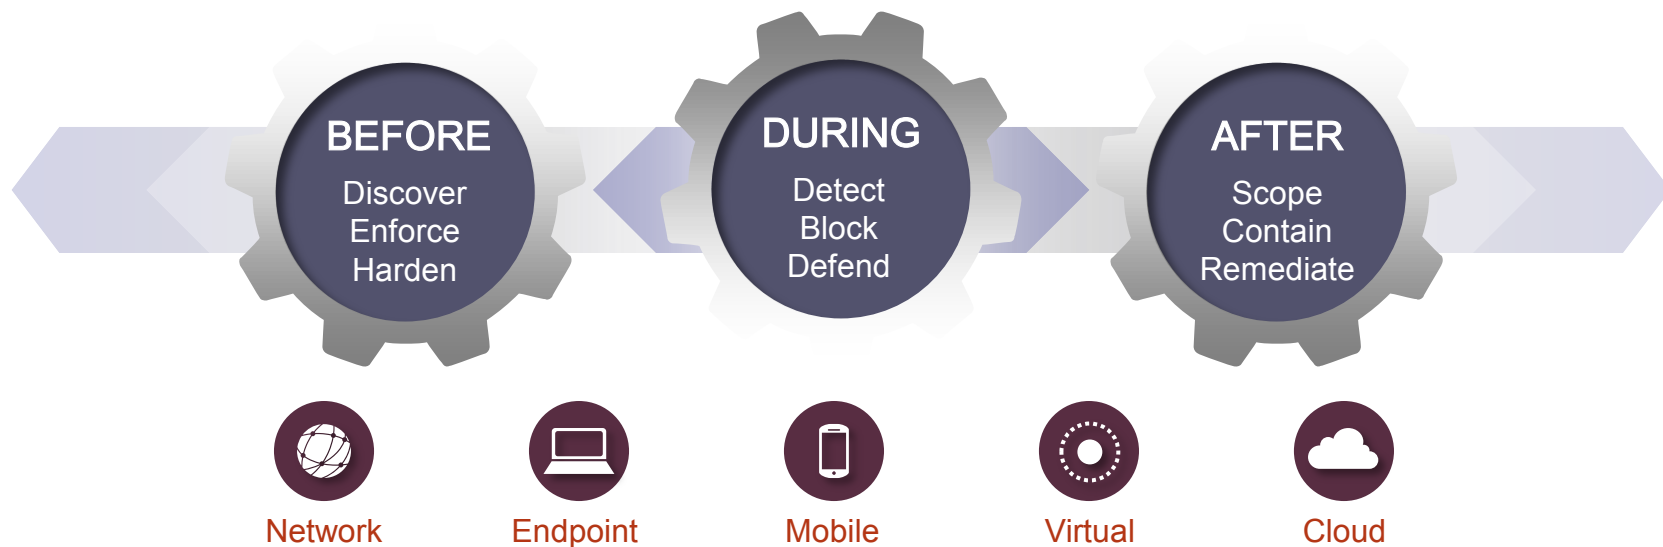 BEFORE
Discover
Enforce
Harden
DURING
Detect
Block
Defend
AFTER
Scope
Contain
Remediate
Network
Endpoint
Mobile
Virtual
Cloud